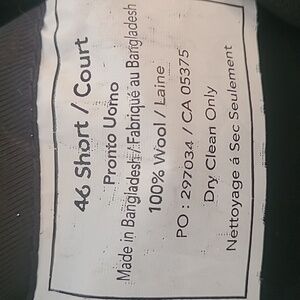 46 Short / Court
Pronto Uomo
Made in Bangladesh / Fabriqué au Bangladesh
100% Wool / Laine
PO : 297034 / CA 05375
Dry Clean Only
Nettoyage á Sec Seulement